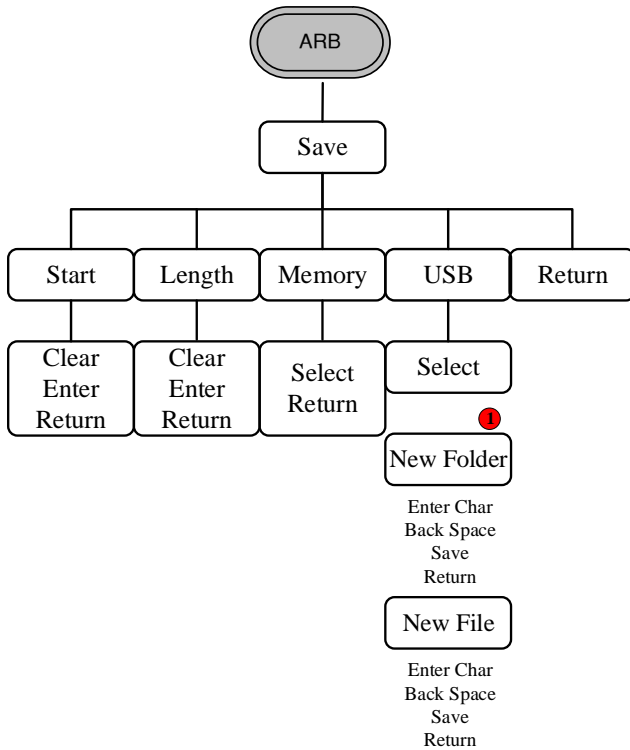 ARB
Save
Start
Length
Memory
USB
Return
Clear
Enter
Return
Clear
Enter
Return
Select
Return
Select
1
New Folder
Enter Char
Back Space
Save
Return
New File
Enter Char
Back Space
Save
Return